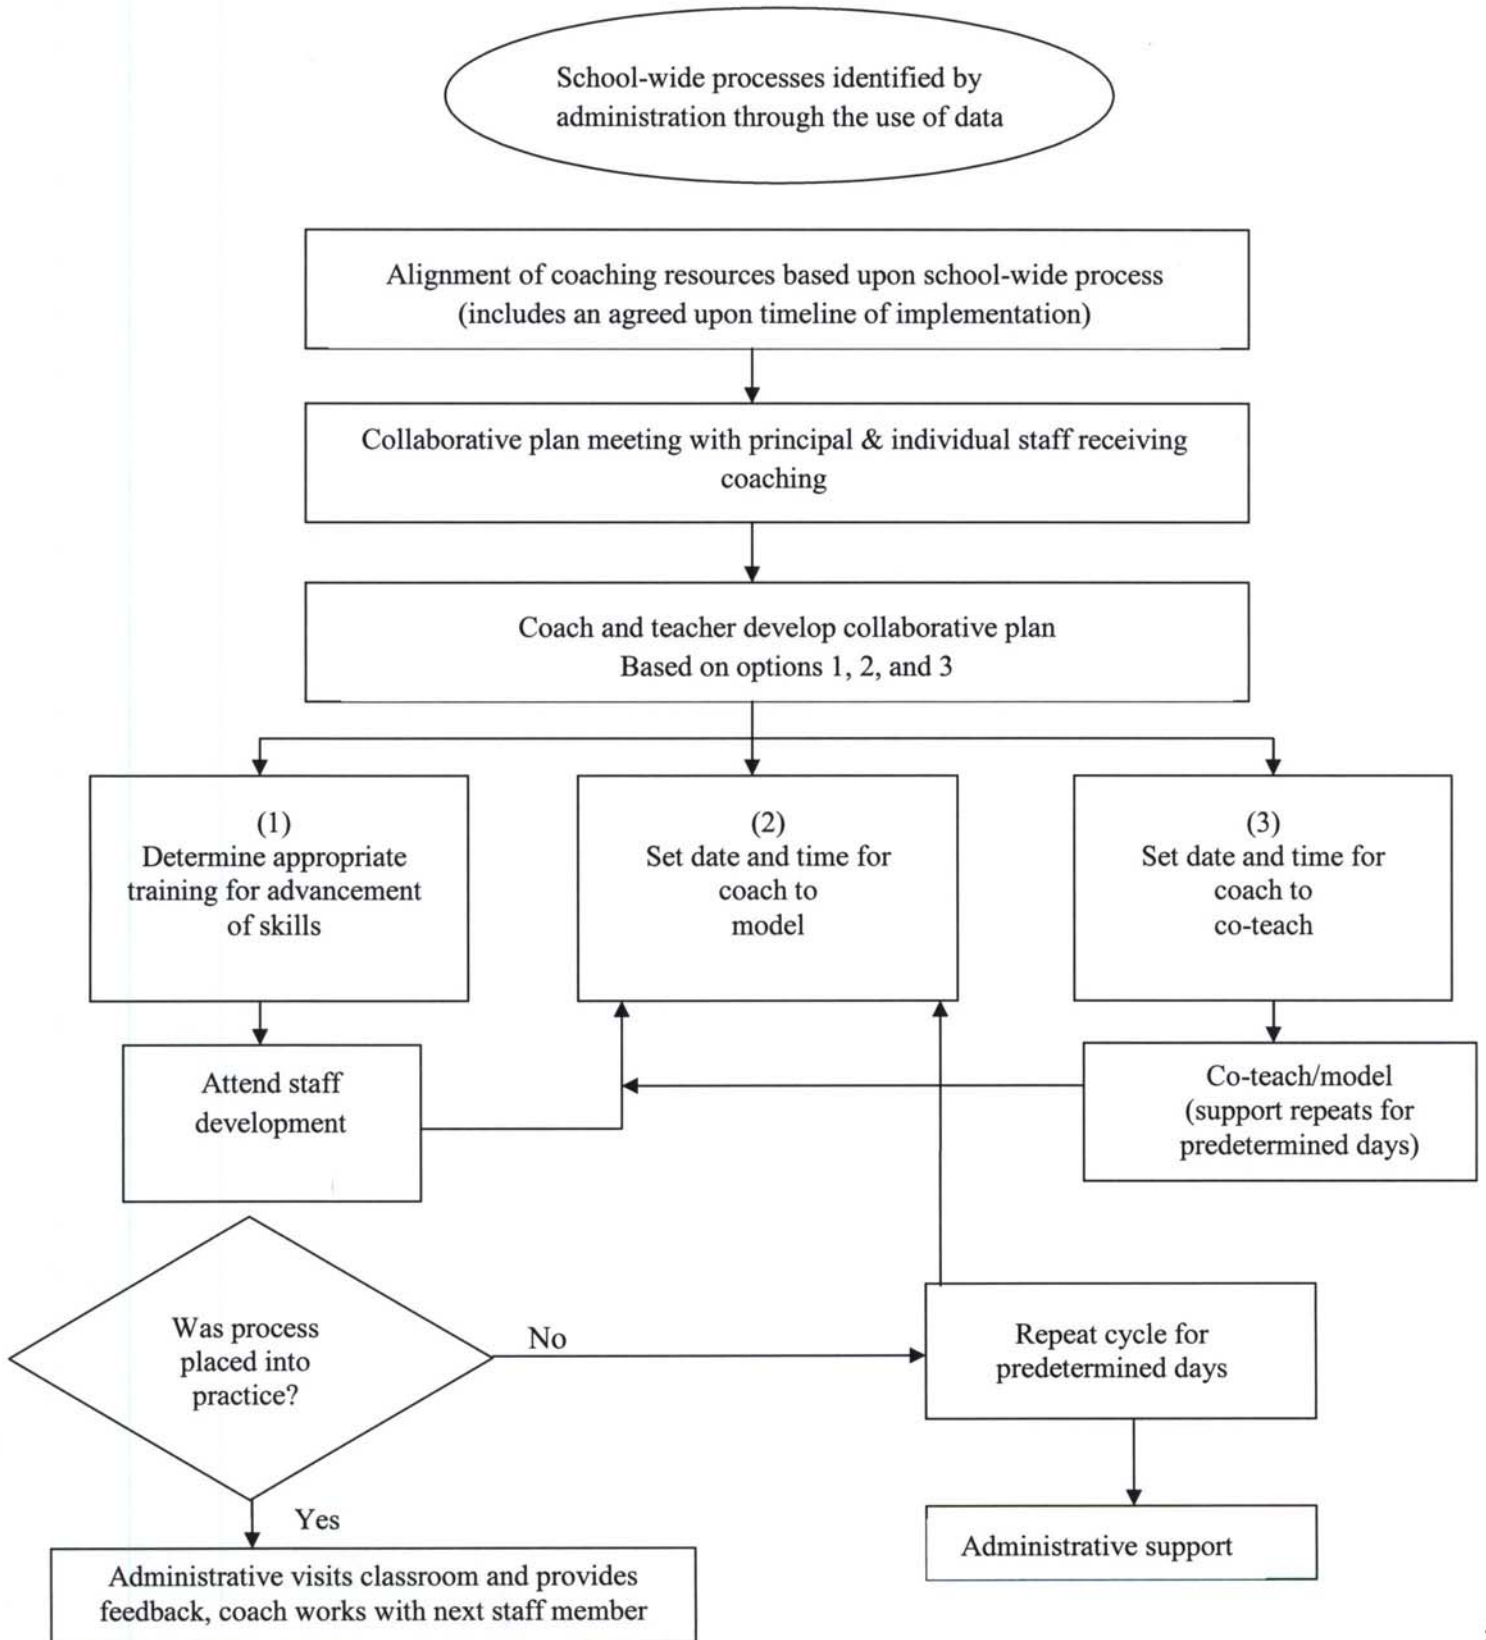 School-wide processes identified by
administration through the use of data
Alignment of coaching resources based upon school-wide process
(includes an agreed upon timeline of implementation)
Collaborative plan meeting with principal & individual staff receiving
coaching
Coach and teacher develop collaborative plan
Based on options 1, 2, and 3
(1)
Determine appropriate
training for advancement
of skills
(2)
Set date and time for
coach to
model
(3)
Set date and time for
coach to
co-teach
Attend staff
development
Co-teach/model
(support repeats for
predetermined days)
Was process
placed into
practice?
No
Repeat cycle for
predetermined days
Yes
Administrative support
Administrative visits classroom and provides
feedback, coach works with next staff member